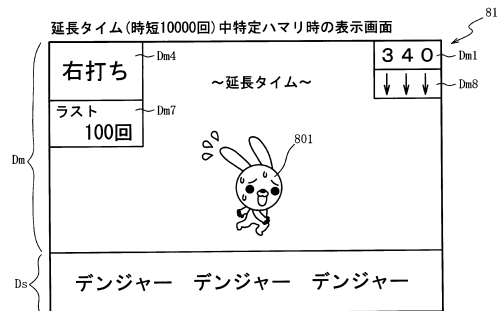 延長タイム(時短10000回)中特定ハマリ時の表示画面
81
右打ち
Dm4
~延長タイム~
3 4 0
Dm1
↓ ↓ ↓
Dm8
ラスト
100回
Dm7
801
Dm
Ds
デンジャー デンジャー デンジャー